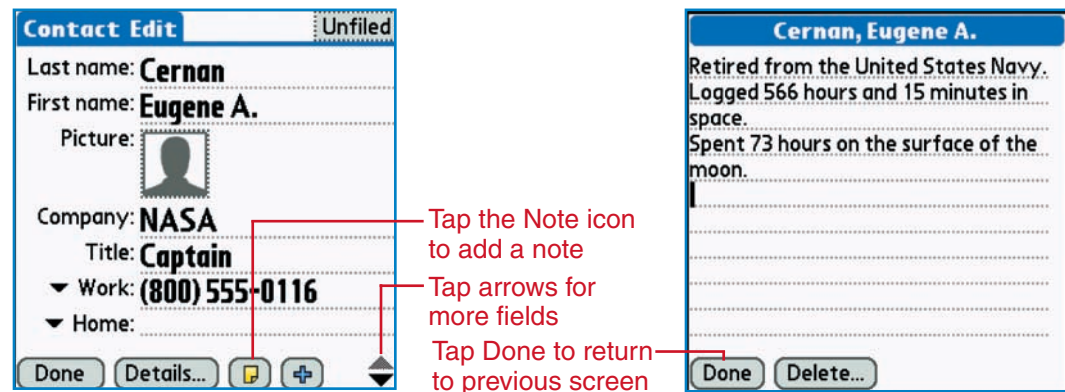 Contact Edit
Unfiled
Last name: Cernan
First name: Eugene A.
Picture:
Company: NASA
Title: Captain
Work: (800) 555-0116
Home:
Done
Details...
Tap the Note icon
to add a note
Tap arrows for
more fields
Tap Done to return
to previous screen
Cernan, Eugene A.
Retired from the United States Navy.
Logged 566 hours and 15 minutes in
space.
Spent 73 hours on the surface of the
moon.
Done
Delete...